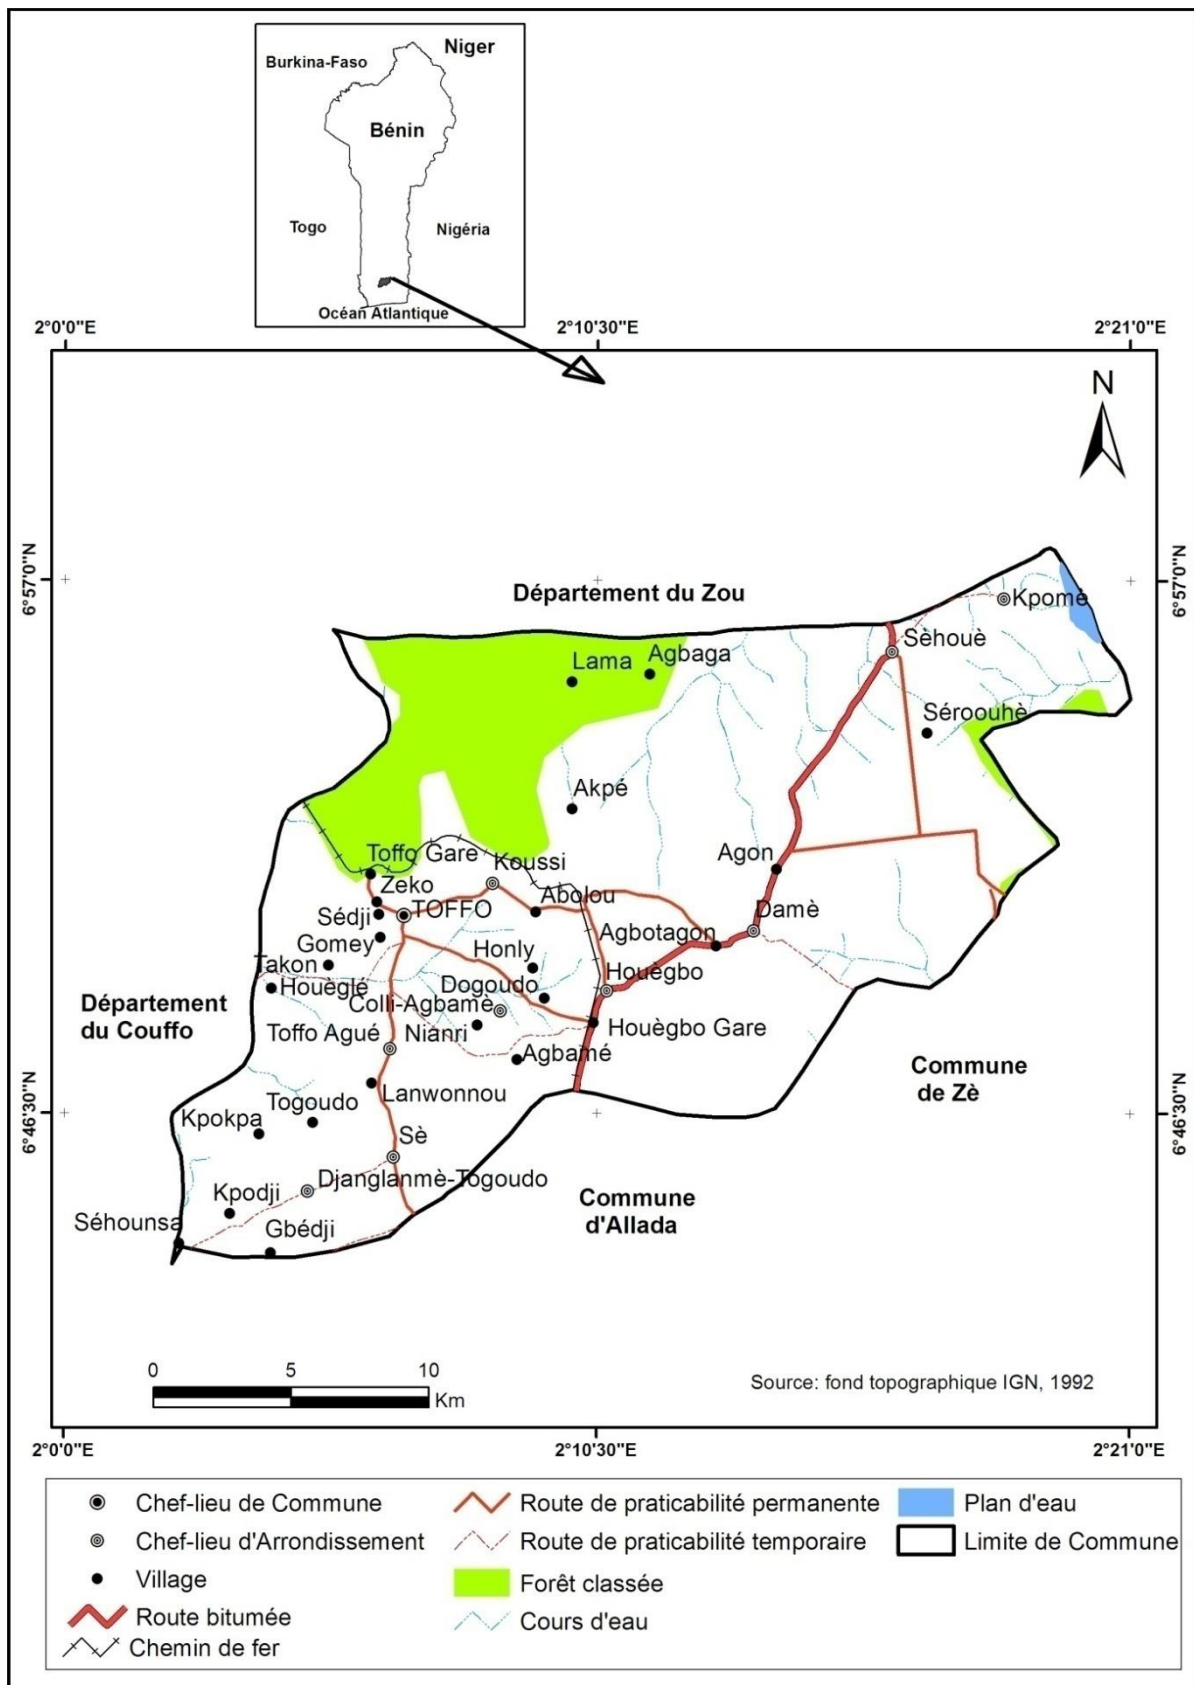 Niger
Burkina-Faso
Bénin
Togo
Nigéria
Océan Atlantique
2°0'0"E
2°10'30"E
2°21'0"E
N
6°57'0"N
6°57'0"N
Département du Zou
Kpomè
Sèhouè
Lama
Agbaga
Séroouhè
Akpé
Toffo Gare
Koussi
Agon
Zeko
Abolou
Sédji
TOFFO
Damè
Gomey
Agbotagon
Takon
Honly
Houègbo
Houèglé
Dogoudo
Département
du Couffo
Colli-Agbamè
Toffo Agué
Nianri
Houègbo Gare
Agbamé
Commune
de Zè
Lanwonnou
Togoudo
Kpokpa
6°46'30"N
6°46'30"N
Sè
Djanglanmè-Togoudo
Kpodji
Commune
d'Allada
Séhounsa
Gbédji
0
5
10
Km
Source: fond topographique IGN, 1992
2°0'0"E
2°10'30"E
2°21'0"E
Chef-lieu de Commune
Route de praticabilité permanente
Plan d'eau
Chef-lieu d'Arrondissement
Route de praticabilité temporaire
Limite de Commune
Village
Forêt classée
Route bitumée
Cours d'eau
Chemin de fer